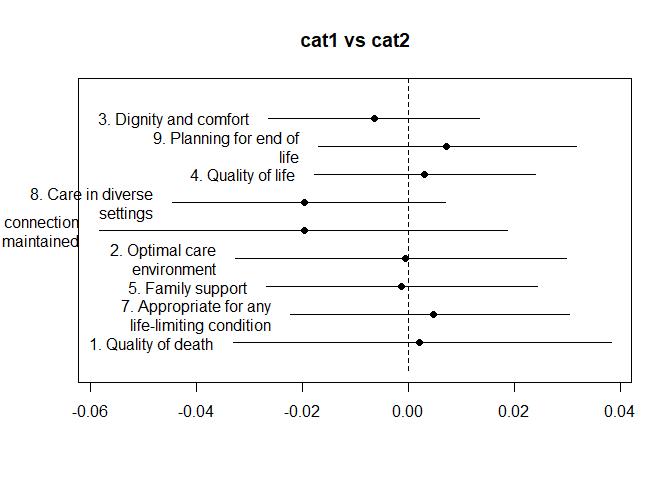 cat1 vs cat2
3. Dignity and comfort
9. Planning for end of
life
4. Quality of life
8. Care in diverse
settings
connection
maintained
2. Optimal care
environment
5. Family support
7. Appropriate for any
life-limiting condition
1. Quality of death
-0.06 -0.04 -0.02 0.00 0.02 0.04